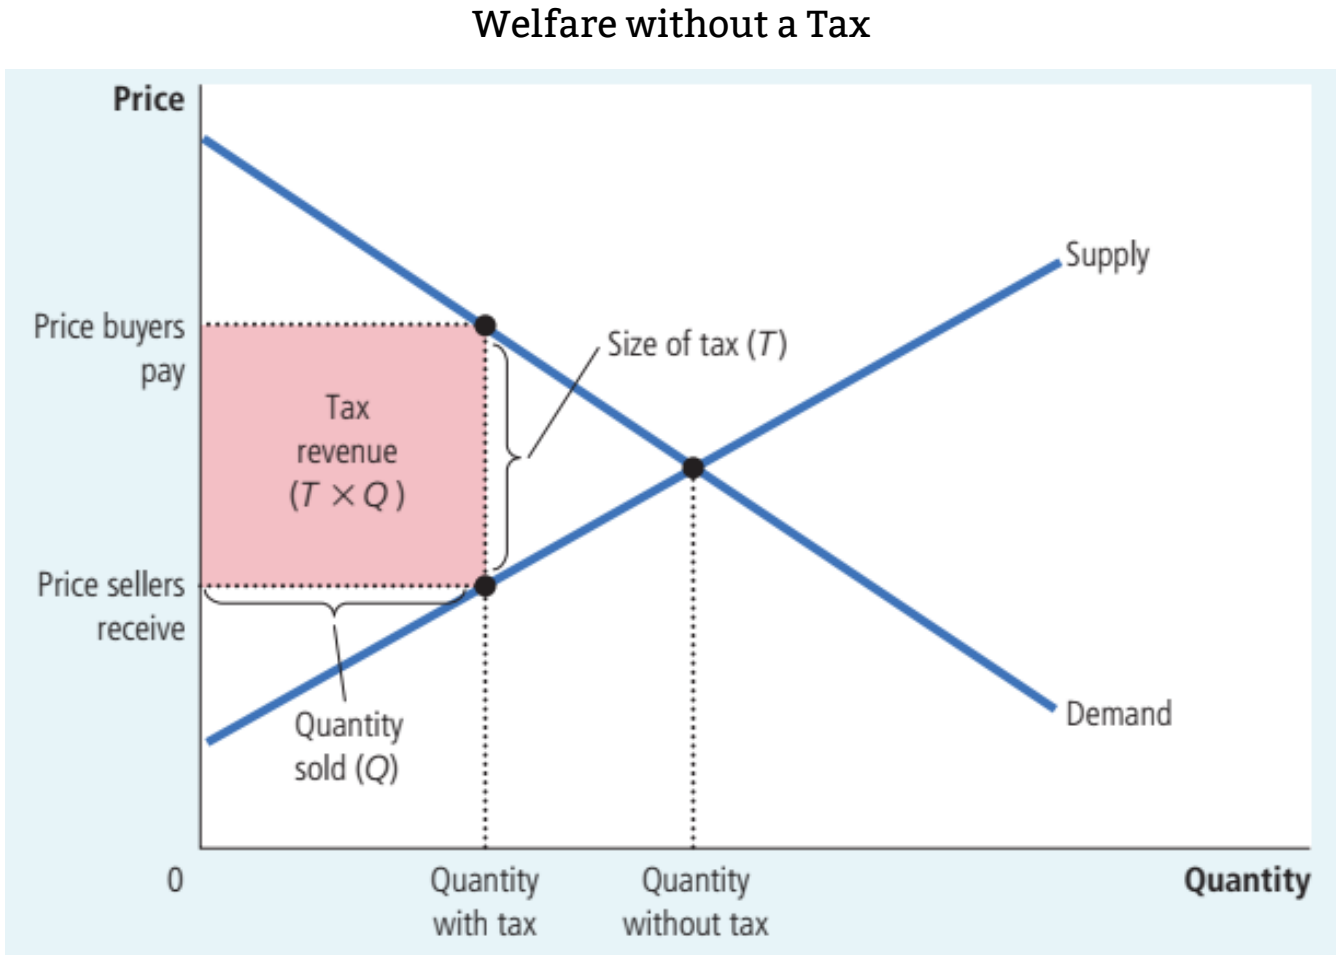 Welfare without a Tax
Price
Supply
Price buyers
pay
Size of tax (T)
Tax
revenue
(T × Q )
Price sellers
receive
Quantity
sold (Q)
Demand
0
Quantity
with tax
Quantity
without tax
Quantity